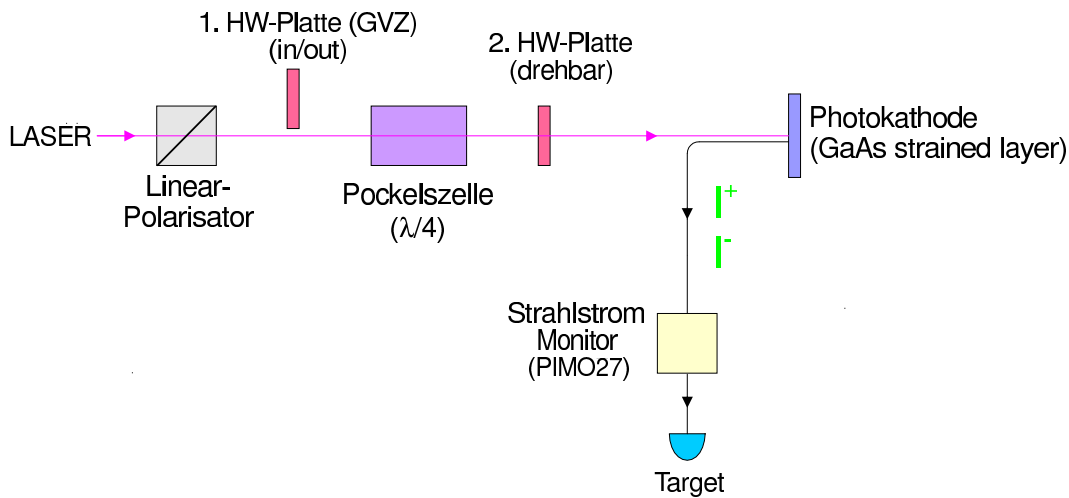 1. HW-Platte (GVZ)
(in/out)
2. HW-Platte
(drehbar)
LASER
Linear-
Polarisator
Pockelszelle
(λ/4)
Photokathode
(GaAs strained layer)
I+
I-
Strahlstrom
Monitor
(PIMO27)
Target